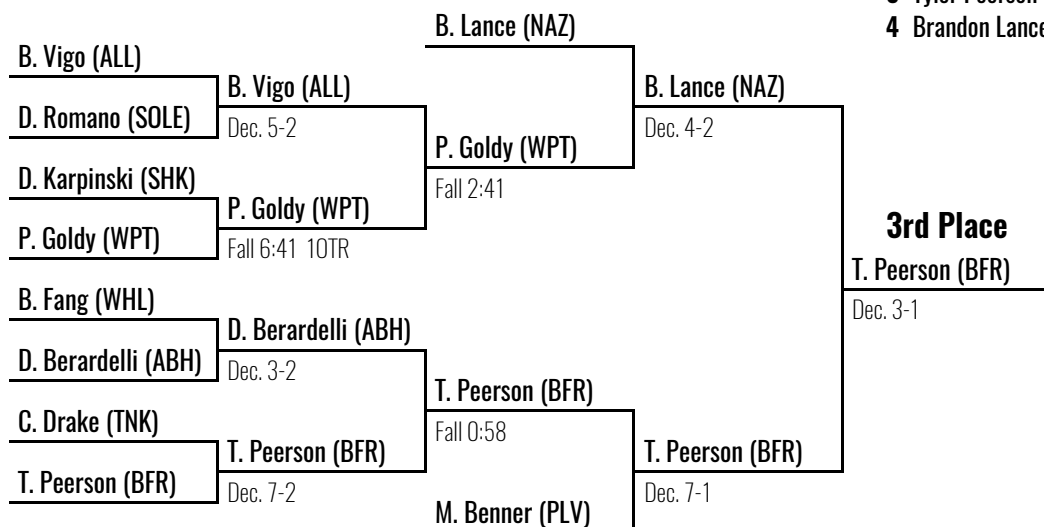 3 Tyler Peerson
4 Brandon Lance
B. Lance (NAZ)
B. Vigo (ALL)
B. Vigo (ALL)
B. Lance (NAZ)
D. Romano (SOLE)
Dec. 5-2
Dec. 4-2
P. Goldy (WPT)
D. Karpinski (SHK)
Fall 2:41
P. Goldy (WPT)
3rd Place
P. Goldy (WPT)
Fall 6:41 1OTR
T. Peerson (BFR)
B. Fang (WHL)
Dec. 3-1
D. Berardelli (ABH)
D. Berardelli (ABH)
Dec. 3-2
T. Peerson (BFR)
C. Drake (TNK)
Fall 0:58
T. Peerson (BFR)
T. Peerson (BFR)
T. Peerson (BFR)
Dec. 7-2
Dec. 7-1
M. Benner (PLV)